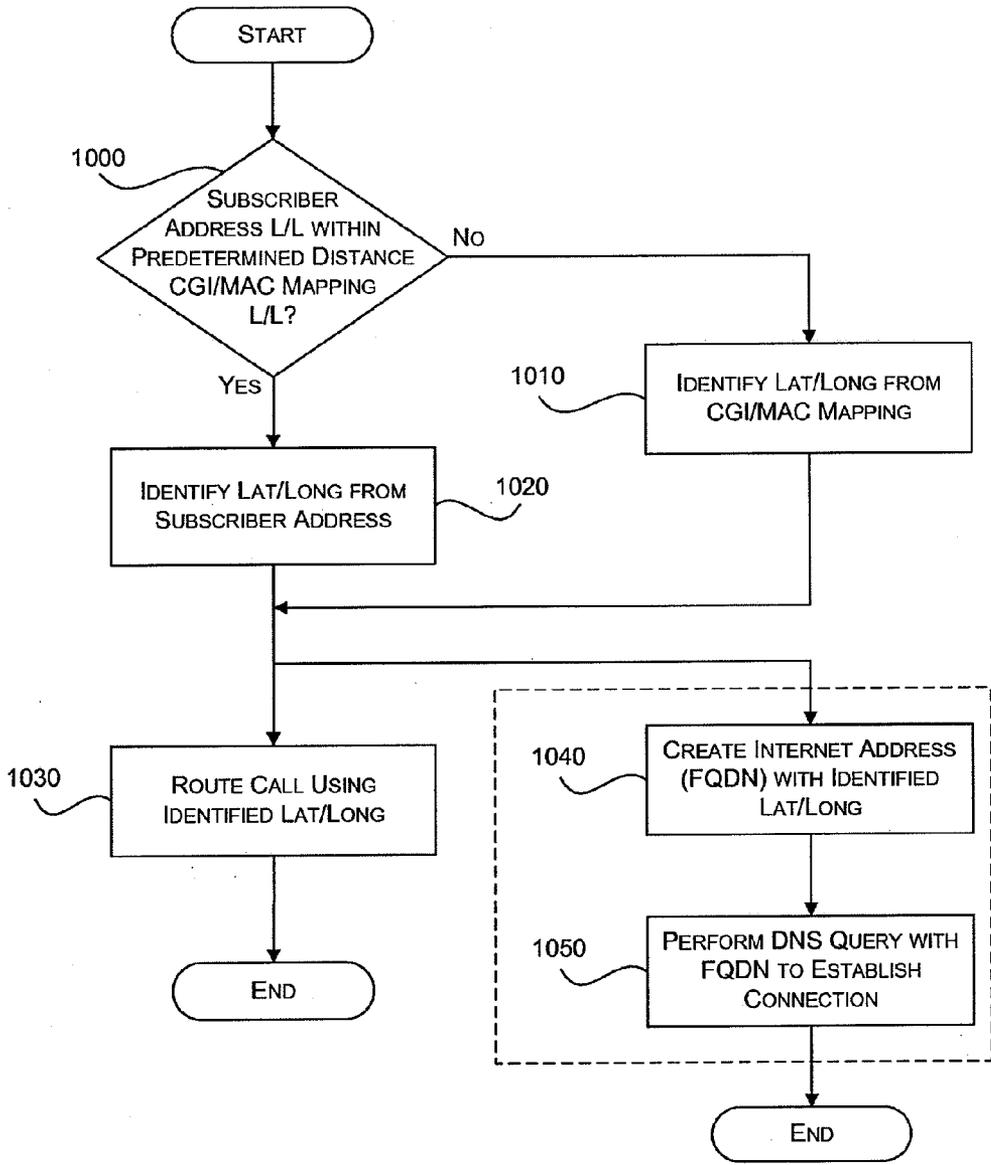 START
1000
SUBSCRIBER
ADDRESS L/L WITHIN
PREDETERMINED DISTANCE
CGI/MAC MAPPING
L/L?
NO
YES
1010
IDENTIFY LAT/LONG FROM
CGI/MAC MAPPING
IDENTIFY LAT/LONG FROM
SUBSCRIBER ADDRESS
1020
1030
ROUTE CALL USING
IDENTIFIED LAT/LONG
END
1040
CREATE INTERNET ADDRESS
(FQDN) WITH IDENTIFIED
LAT/LONG
1050
PERFORM DNS QUERY WITH
FQDN TO ESTABLISH
CONNECTION
END